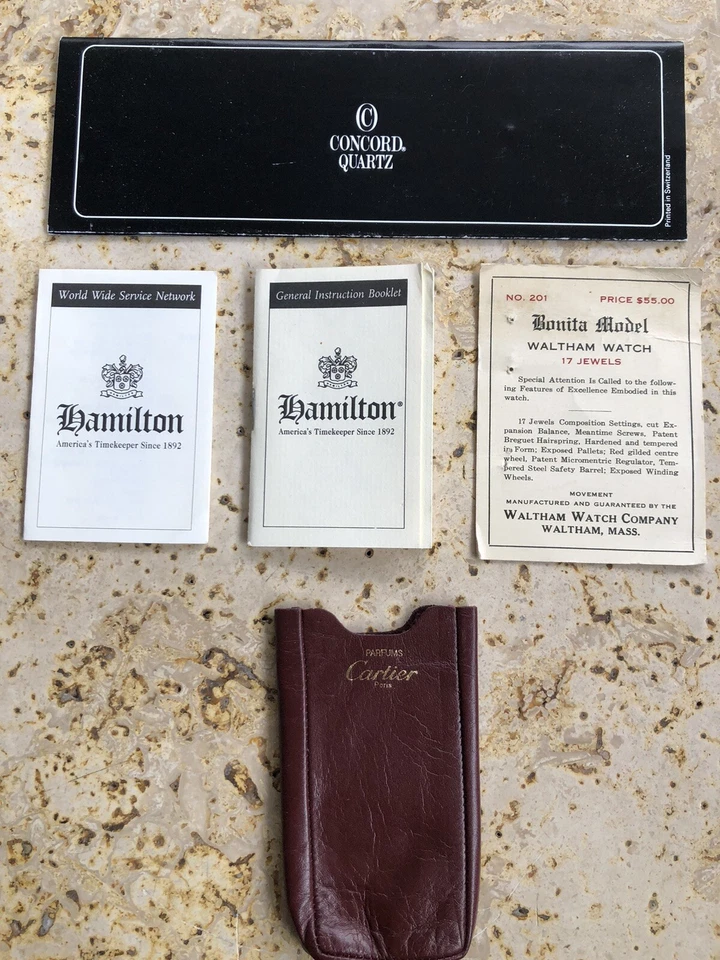 C
CONCORD®
QUARTZ
Printed in Switzerland
World Wide Service Network
Hamilton
America's Timekeeper Since 1892
General Instruction Booklet
Hamilton®
America's Timekeeper Since 1892
NO. 201 PRICE $55.00
Bonita Model
WALTHAM WATCH
17 JEWELS
Special Attention Is Called to the follow-
ing Features of Excellence Embodied in this
watch.
17 Jewels Composition Settings, cut Ex-
pansion Balance, Meantime Screws, Patent
Breguet Hairspring, Hardened and tempered
in Form; Exposed Pallets; Red gilded centre
wheel, Patent Micrometric Regulator, Tem-
pered Steel Safety Barrel; Exposed Winding
Wheels.
MOVEMENT
MANUFACTURED AND GUARANTEED BY THE
WALTHAM WATCH COMPANY
WALTHAM, MASS.
PARFUMS
Cartier
Paris